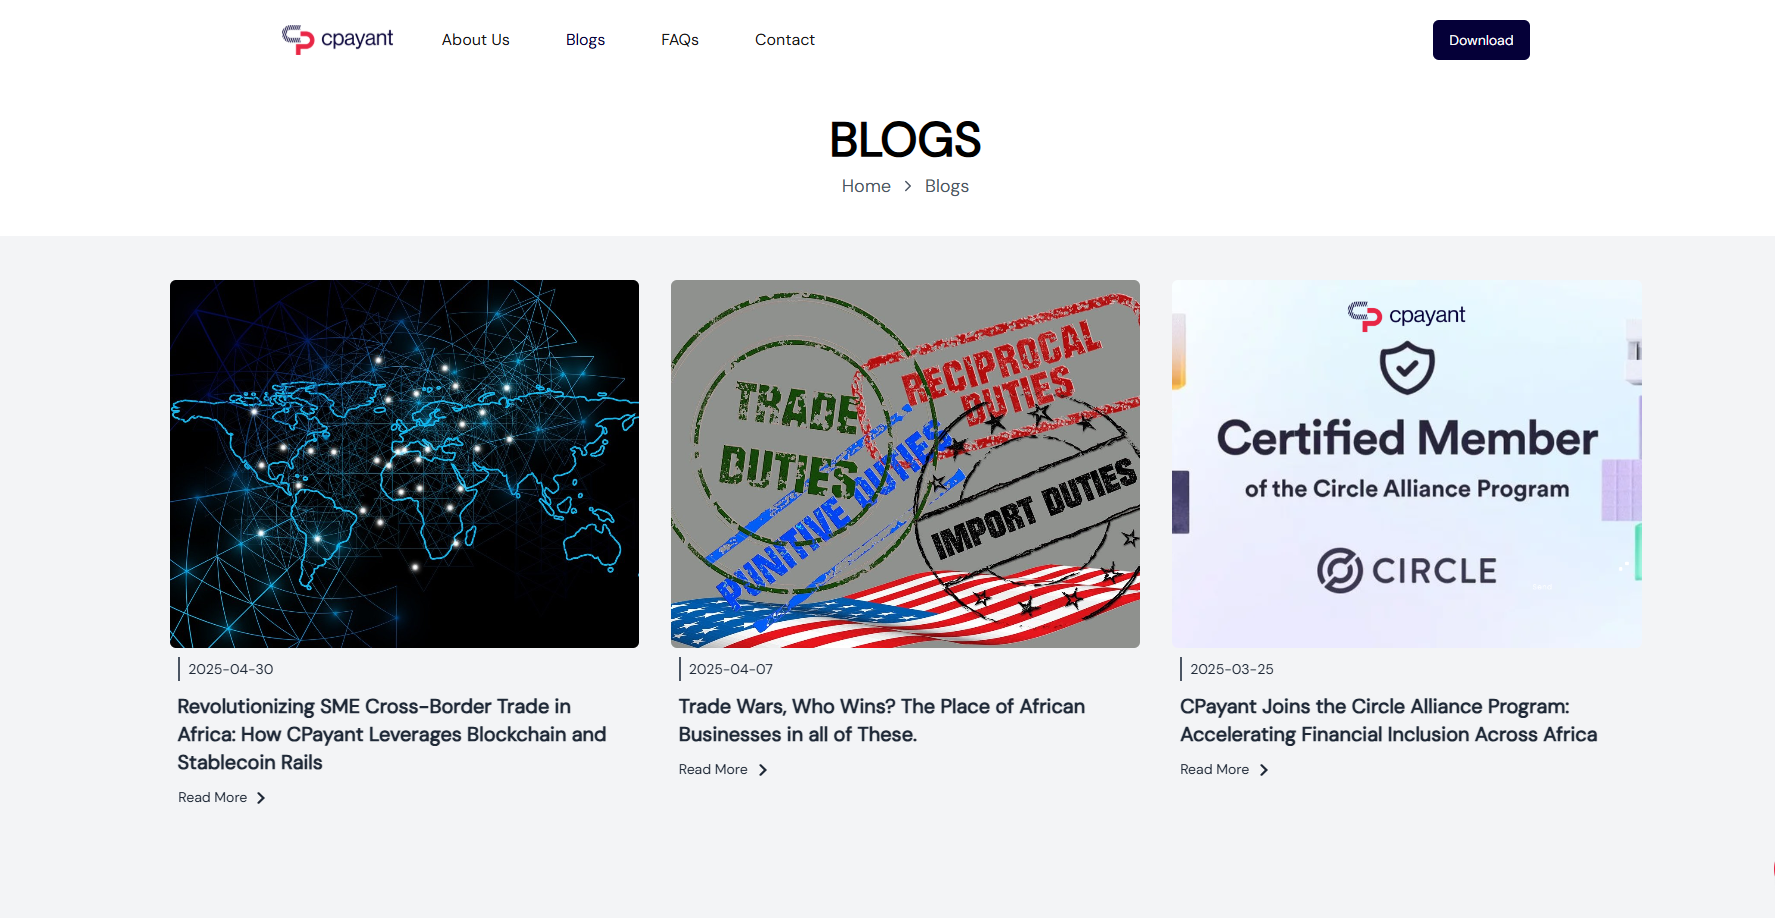 cpayant
About Us
Blogs
FAQs
Contact
Download
BLOGS
Home > Blogs
TRADE
DUTIES
RECIPROCAL
DUTIES
PUNITIVE DUTIES
IMPORT DUTIES
cpayant
Certified Member
of the Circle Alliance Program
CIRCLE
2025-04-30
Revolutionizing SME Cross-Border Trade in
Africa: How CPayant Leverages Blockchain and
Stablecoin Rails
Read More
2025-04-07
Trade Wars, Who Wins? The Place of African
Businesses in all of These.
Read More
2025-03-25
CPayant Joins the Circle Alliance Program:
Accelerating Financial Inclusion Across Africa
Read More